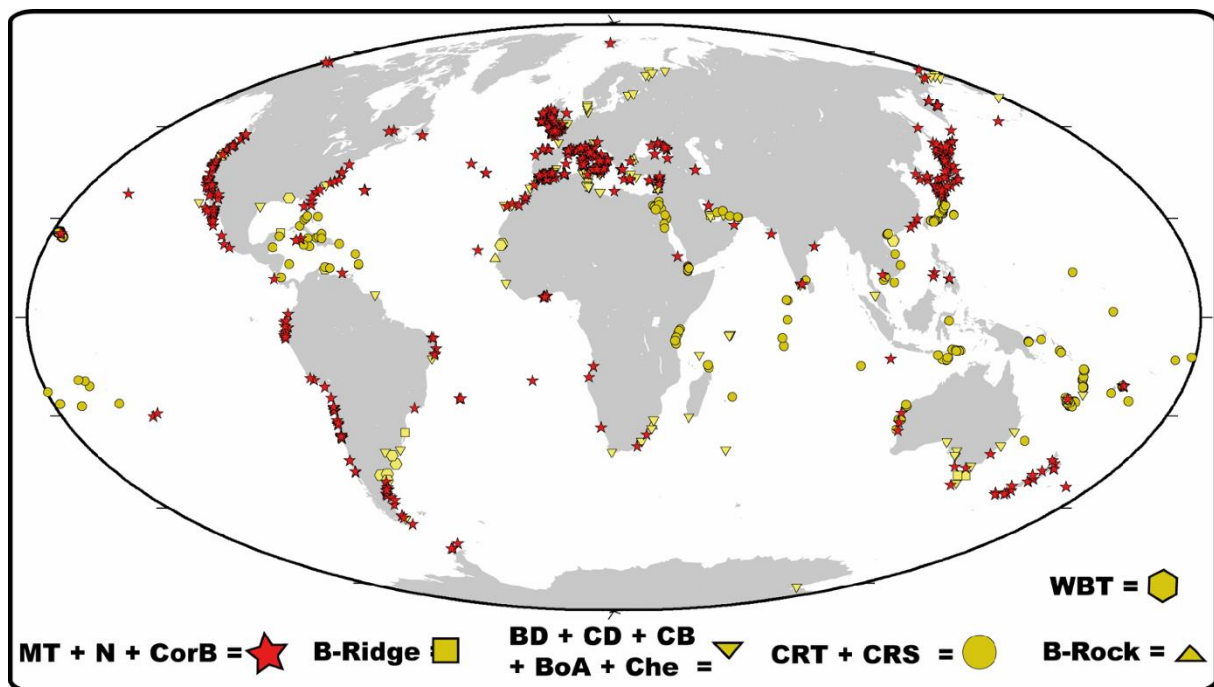 WBT =
MT + N + CorB =
B-Ridge
BD + CD + CB
+ BoA + Che =
CRT + CRS =
B-Rock =